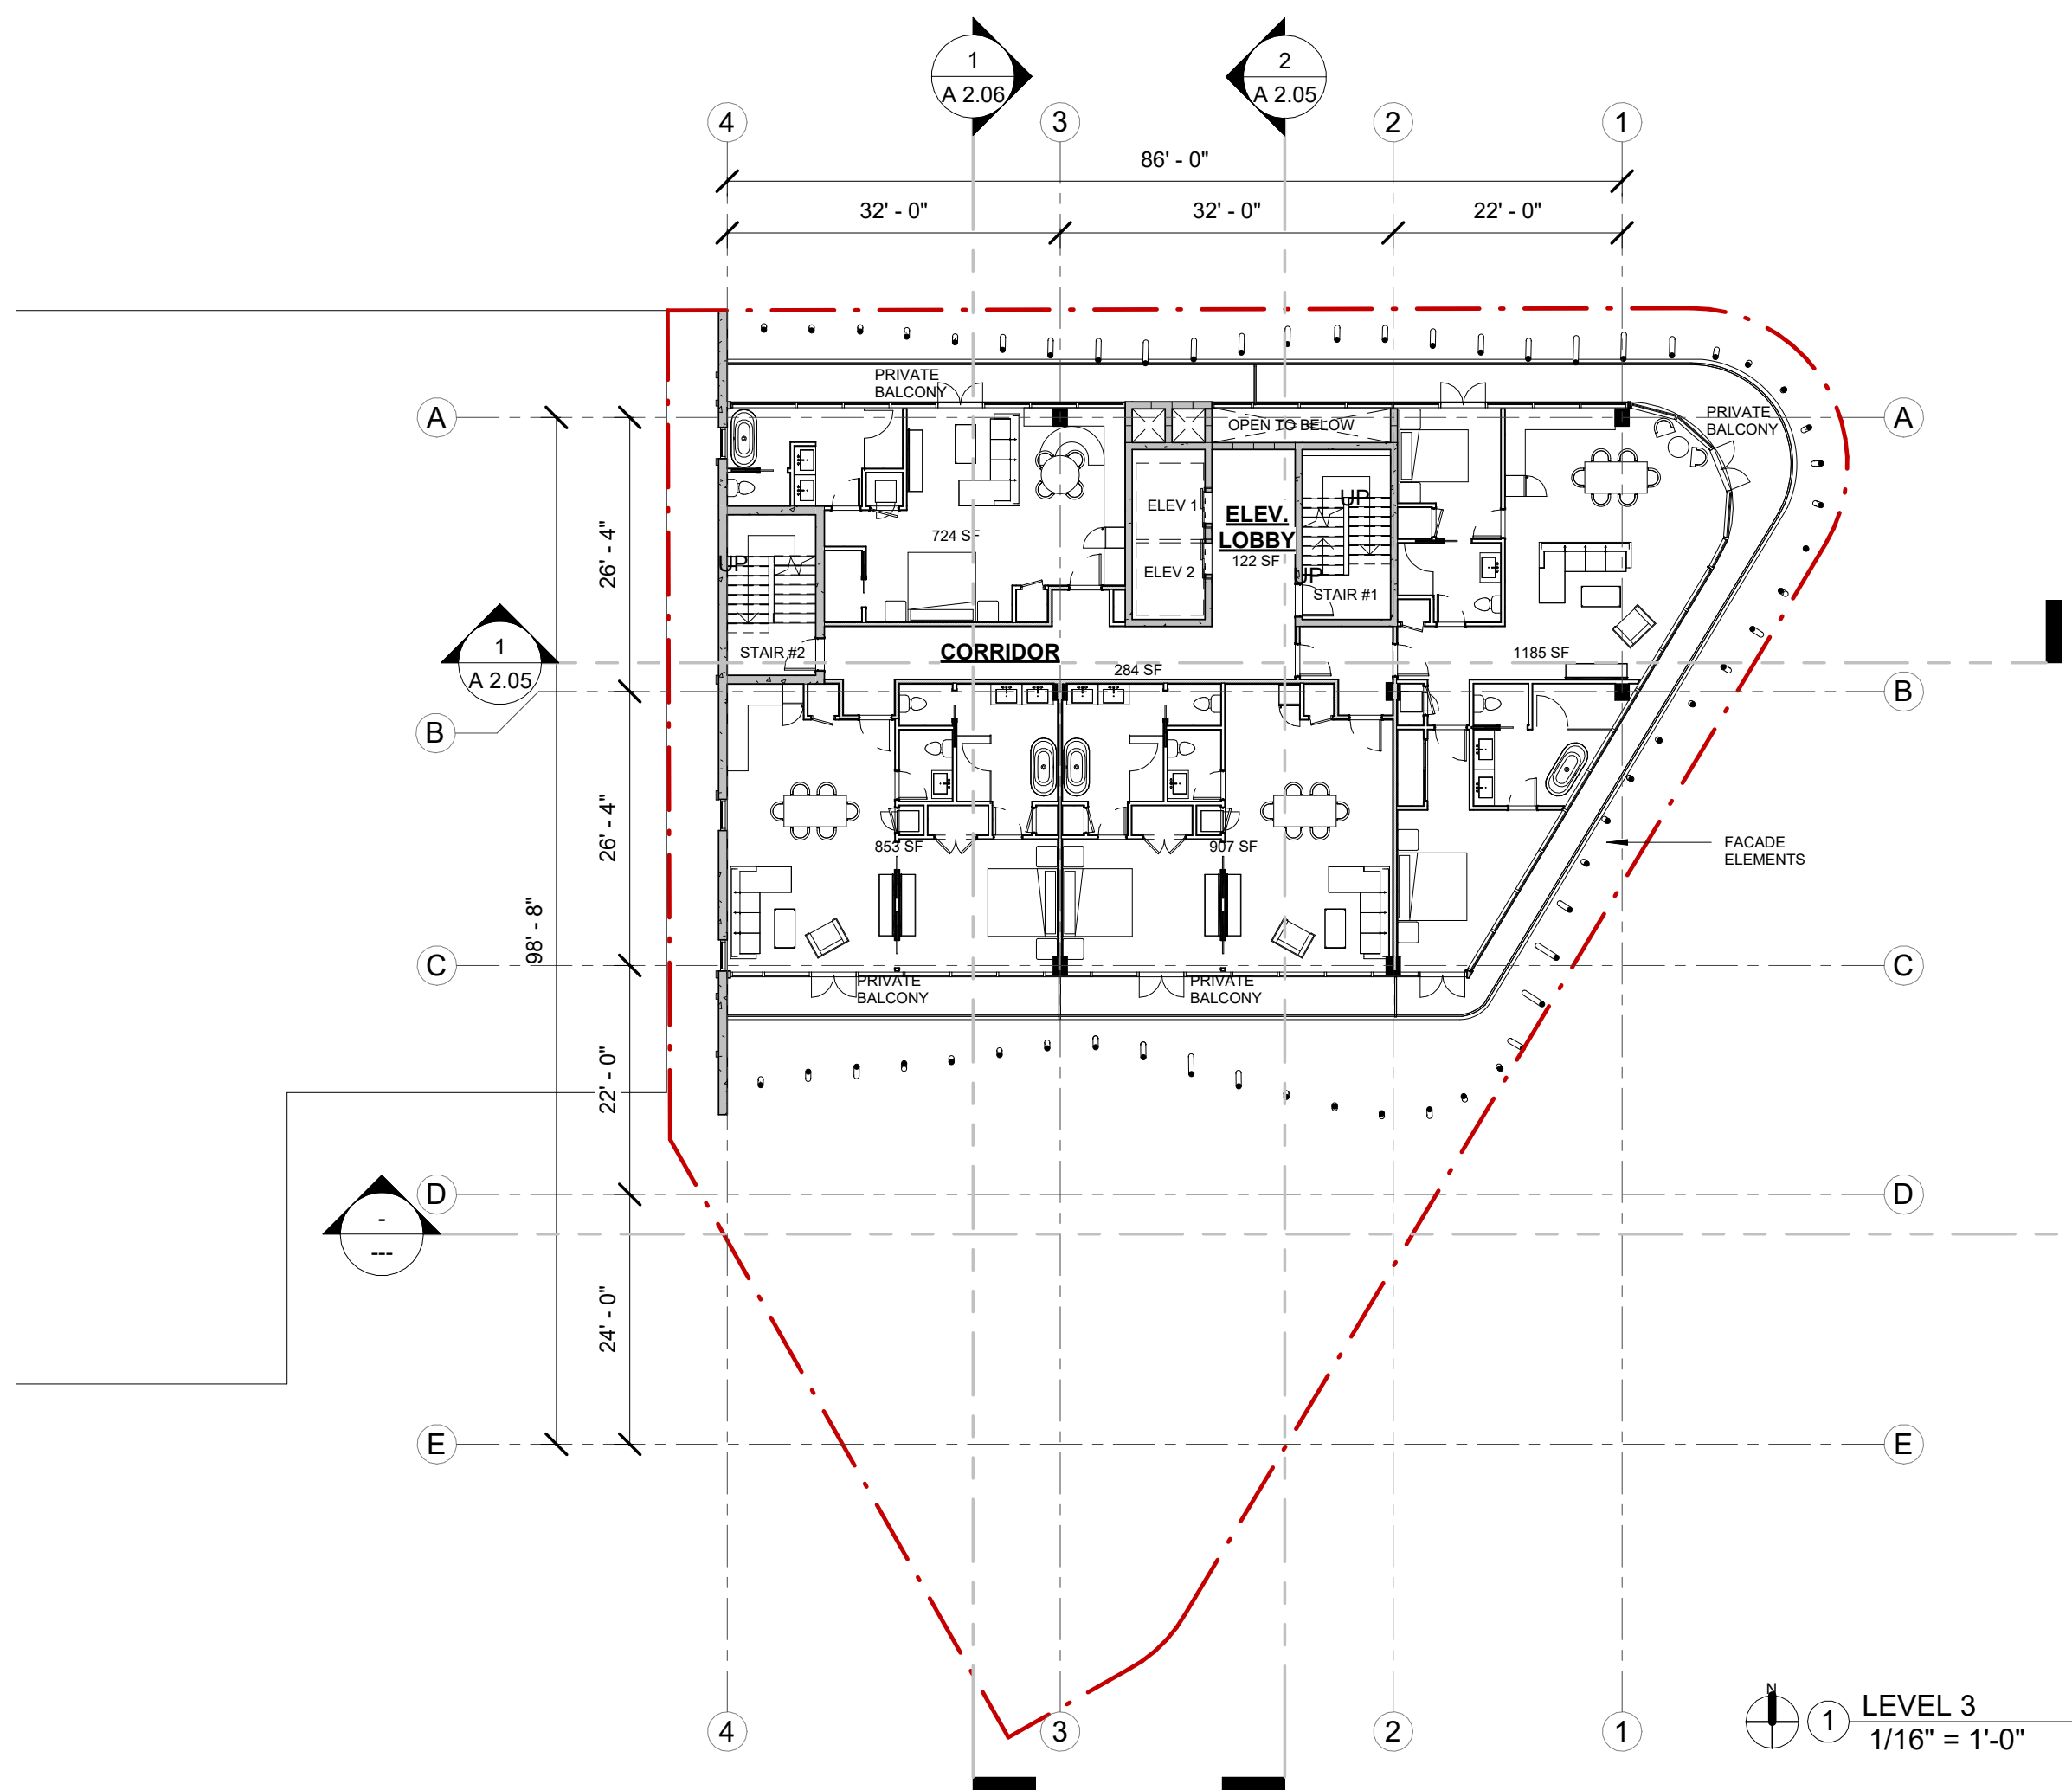 1
A 2.06
2
A 2.05
4
3
2
1
86' - 0"
32' - 0"
32' - 0"
22' - 0"
PRIVATE
BALCONY
A
OPEN TO BELOW
PRIVATE
BALCONY
A
UP
ELEV 1
ELEV.
LOBBY
122 SF
724 SF
26' - 4"
UP
ELEV 2
UP
STAIR #1
1
A 2.05
STAIR #2
CORRIDOR
284 SF
1185 SF
B
B
26' - 4"
853 SF
907 SF
FACADE
ELEMENTS
98' - 8"
C
C
PRIVATE
BALCONY
PRIVATE
BALCONY
22' - 0"
D
D
-
---
24' - 0"
E
E
4
3
2
1
N
1
LEVEL 3
1/16" = 1'-0"